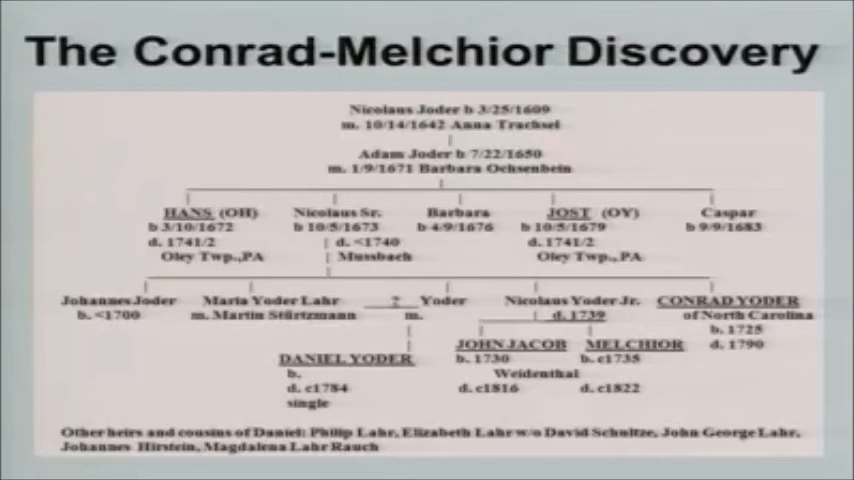 The Conrad-Melchior Discovery
Nicolaus Joder b 3/25/1609
m. 10/14/1642 Anna Trachsel
Adam Joder b 7/22/1650
m. 1/9/1671 Barbara Ochsenbein
HANS (OH) Nicolaus Sr. Barbara JOST (OY) Caspar
b 3/10/1672 b 10/5/1673 b 4/9/1676 b 10/5/1679 b 9/9/1683
d. 1741/2 d. <1740 d. 1741/2
Oley Twp.,PA Mussbach Oley Twp.,PA
Johannes Joder Maria Yoder Lahr ? Yoder Nicolaus Yoder Jr. CONRAD YODER
b. <1700 m. Martin Stürtzmann m. d. 1739 of North Carolina
b. 1725
JOHN JACOB MELCHIOR d. 1790
DANIEL YODER b. 1730 b. c1735
b. Weidenthal
d. c1784 d. c1816 d. c1822
single
Other heirs and cousins of Daniel: Philip Lahr, Elizabeth Lahr w/o David Schultze, John George Lahr,
Johannes Hirstein, Magdalena Lahr Rauch